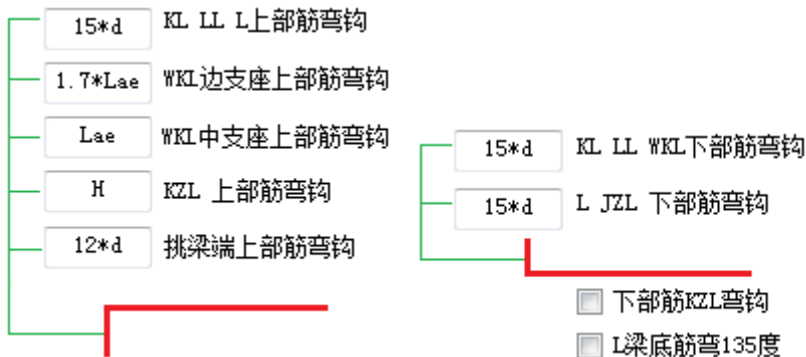 15*d KL LL L上部筋弯钩
1.7*Lae WKL边支座上部筋弯钩
Lae WKL中支座上部筋弯钩
H KZL 上部筋弯钩
12*d 挑梁端上部筋弯钩
15*d KL LL WKL下部筋弯钩
15*d L JZL 下部筋弯钩
下部筋KZL弯钩
L梁底筋弯135度